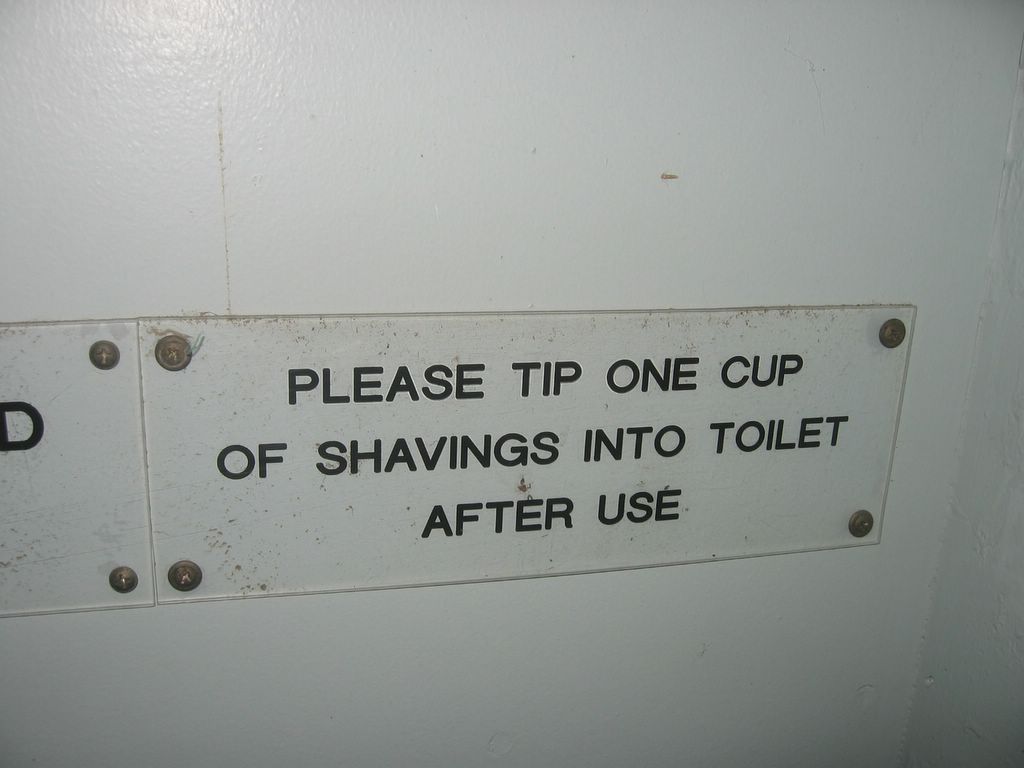 D
PLEASE TIP ONE CUP
OF SHAVINGS INTO TOILET
AFTER USE